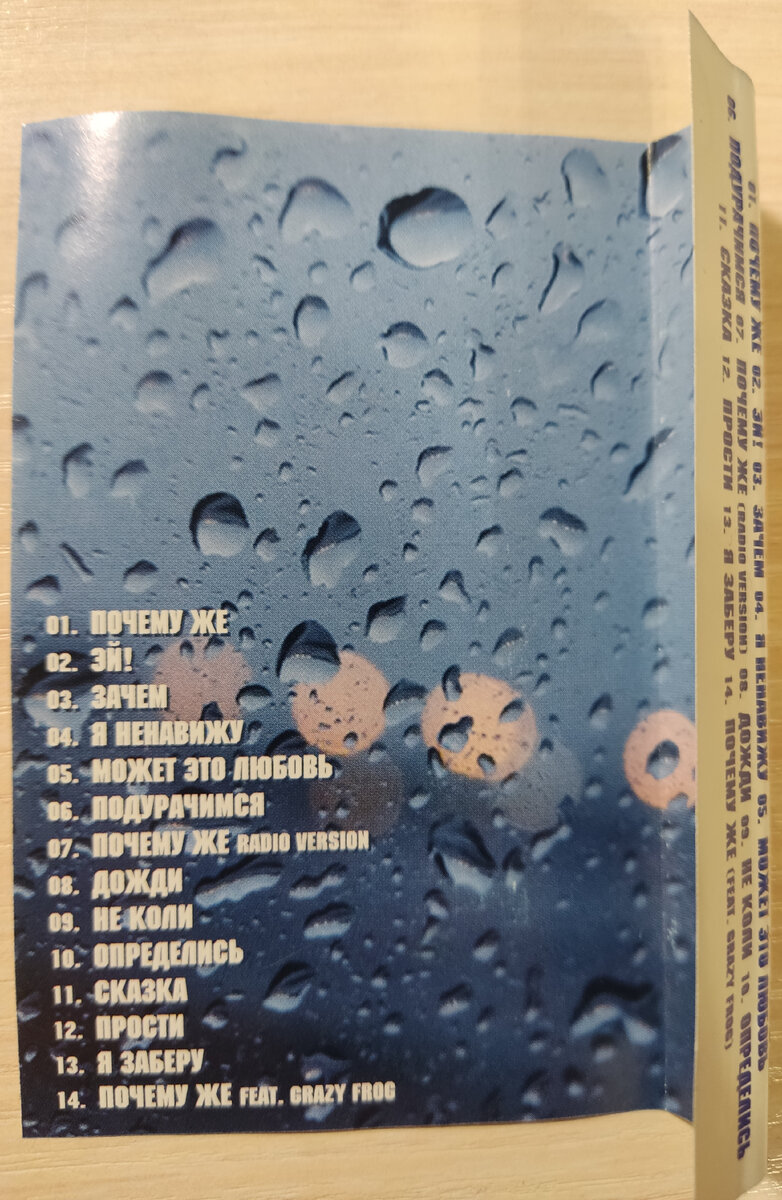 01. ПОЧЕМУ ЖЕ
02. ЭЙ!
03. ЗАЧЕМ
04. Я НЕНАВИЖУ
05. МОЖЕТ ЭТО ЛЮБОВЬ
06. ПОДУРАЧИМСЯ
07. ПОЧЕМУ ЖЕ RADIO VERSION
08. ДОЖДИ
09. НЕ КОЛИ
10. ОПРЕДЕЛИСЬ
11. СКАЗКА
12. ПРОСТИ
13. Я ЗАБЕРУ
14. ПОЧЕМУ ЖЕ FEAT. CRAZY FROG
01. ПОЧЕМУ ЖЕ 02. ЭЙ! 03. ЗАЧЕМ 04. Я НЕНАВИЖУ 05. МОЖЕТ ЭТО ЛЮБОВЬ
06. ПОДУРАЧИМСЯ 07. ПОЧЕМУ ЖЕ (RADIO VERSION) 08. ДОЖДИ 09. НЕ КОЛИ 10. ОПРЕДЕЛИСЬ
11. СКАЗКА 12. ПРОСТИ 13. Я ЗАБЕРУ 14. ПОЧЕМУ ЖЕ (FEAT. CRAZY FROG)